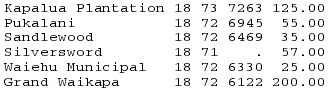 Kapalua Plantation 18 73 7263 125.00
Pukalani           18 72 6945  55.00
Sandlewood         18 72 6469  35.00
Silversword        18 71    .  57.00
Waiehu Municipal   18 72 6330  25.00
Grand Waikapa      18 72 6122 200.00